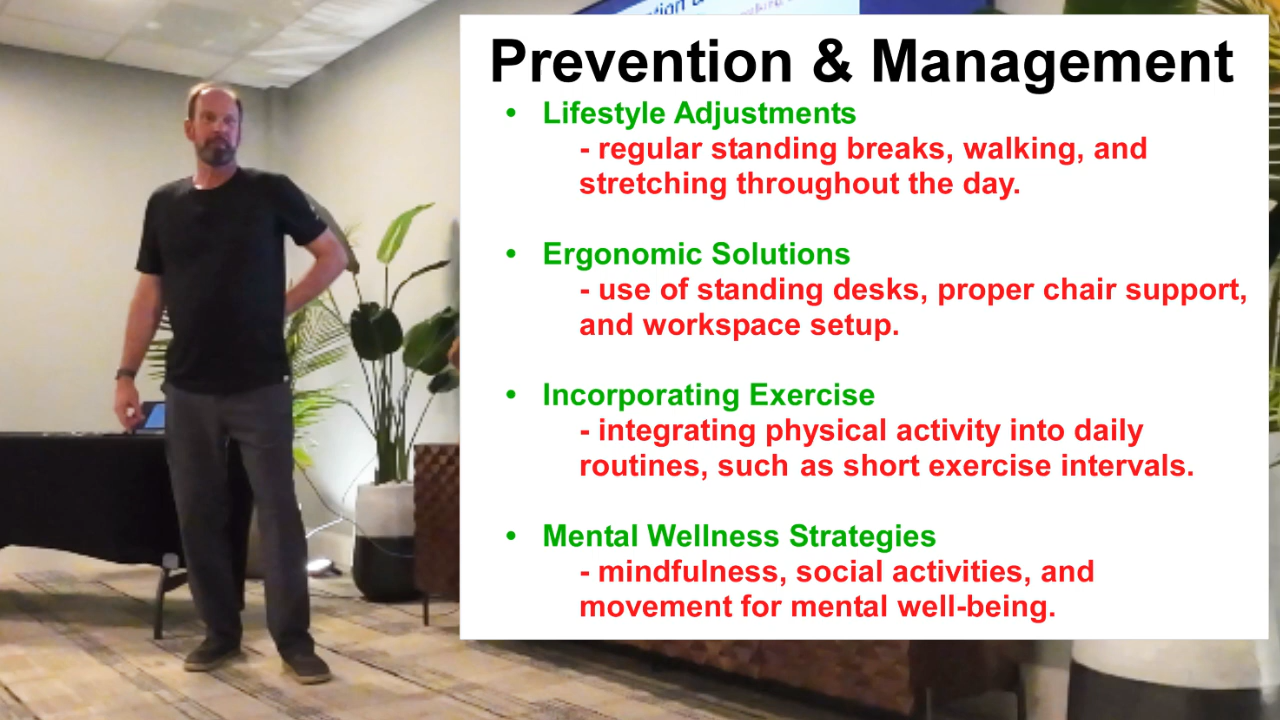 Prevention & Management
• Lifestyle Adjustments
- regular standing breaks, walking, and
stretching throughout the day.
• Ergonomic Solutions
- use of standing desks, proper chair support,
and workspace setup.
• Incorporating Exercise
- integrating physical activity into daily
routines, such as short exercise intervals.
• Mental Wellness Strategies
- mindfulness, social activities, and
movement for mental well-being.